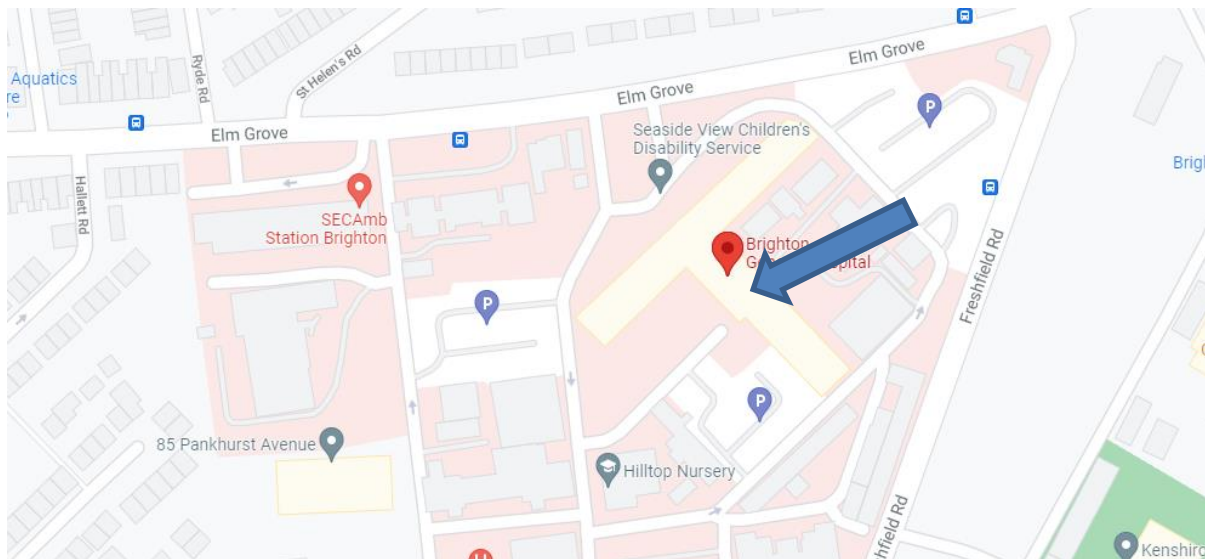 Aquatics
re
Ryde Rd
St Helen's Rd
Elm Grove
Elm Grove
Elm Grove
P
Seaside View Children's
Disability Service
Brig
Hallett Rd
SECAmb
Station Brighton
Brighton
pital
Freshfield Rd
P
P
85 Pankhurst Avenue
Hilltop Nursery
hfield Rd
H
Kenshir